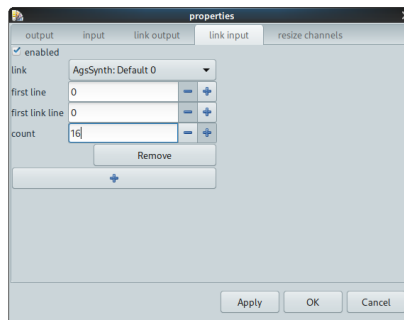 properties
output input link output link input resize channels
enabled
link AgsSynth: Default 0
first line 0
first link line 0
count 16
Remove
Apply OK Cancel